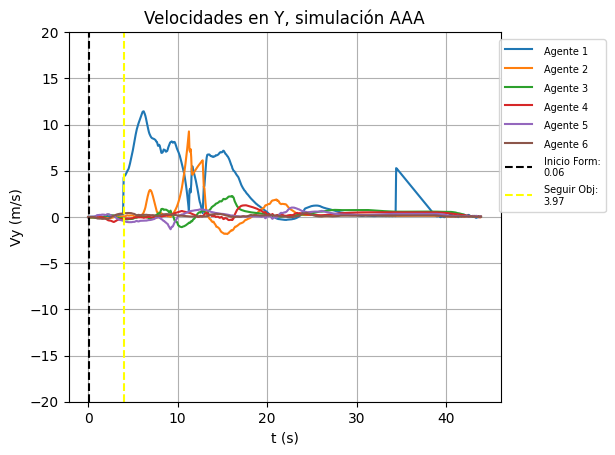 Velocidades en Y, simulación AAA
20
15
10
5
0
−5
−10
−15
−20
Vy (m/s)
0
10
20
30
40
t (s)
Agente 1
Agente 2
Agente 3
Agente 4
Agente 5
Agente 6
Inicio Form:
0.06
Seguir Obj:
3.97